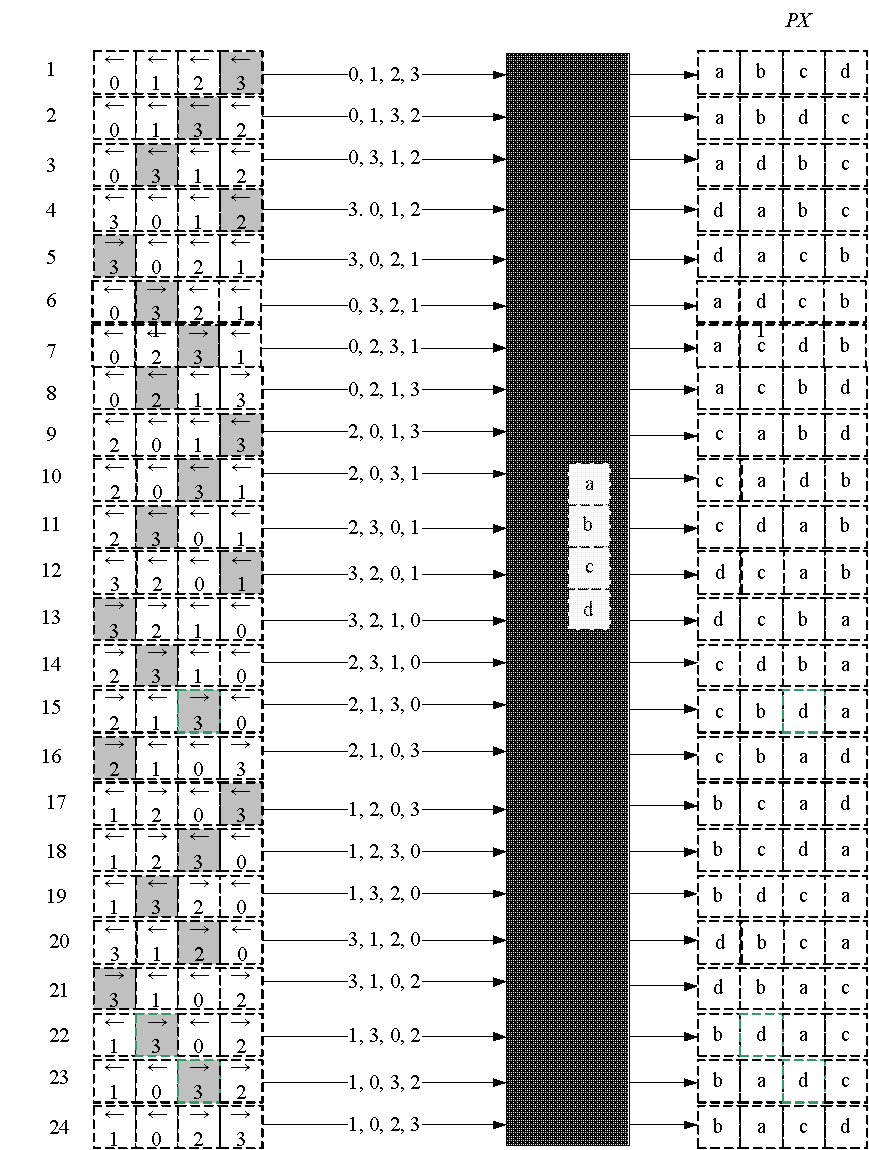 PX
1 0 1 2 3 0, 1, 2, 3 a b c d
2 0 1 3 2 0, 1, 3, 2 a b d c
3 0 3 1 2 0, 3, 1, 2 a d b c
4 3 0 1 2 3. 0, 1, 2 d a b c
5 3 0 2 1 3, 0, 2, 1 d a c b
6 0 3 2 1 0, 3, 2, 1 a d c b
1 1
7 0 2 3 1 0, 2, 3, 1 a c d b
8 0 2 1 3 0, 2, 1, 3 a c b d
9 2 0 1 3 2, 0, 1, 3 c a b d
10 2 0 3 1 2, 0, 3, 1 a c a d b
11 2 3 0 1 2, 3, 0, 1 b c d a b
12 3 2 0 1 3, 2, 0, 1 c d c a b
13 3 2 1 0 3, 2, 1, 0 d d c b a
14 2 3 1 0 2, 3, 1, 0 c d b a
15 2 1 3 0 2, 1, 3, 0 c b d a
16 2 1 0 3 2, 1, 0, 3 c b a d
17 1 2 0 3 1, 2, 0, 3 b c a d
18 1 2 3 0 1, 2, 3, 0 b c d a
19 1 3 2 0 1, 3, 2, 0 b d c a
20 3 1 2 0 3, 1, 2, 0 d b c a
21 3 1 0 2 3, 1, 0, 2 d b a c
22 1 3 0 2 1, 3, 0, 2 b d a c
23 1 0 3 2 1, 0, 3, 2 b a d c
24 1 0 2 3 1, 0, 2, 3 b a c d